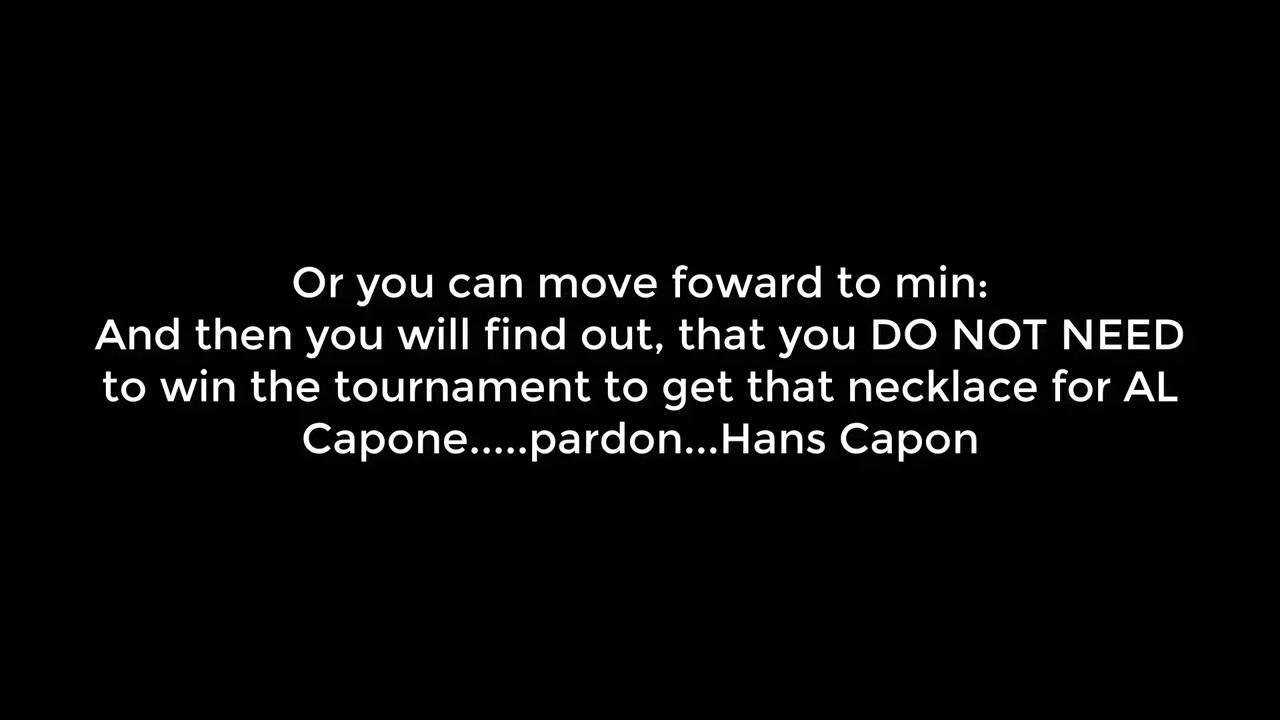 Or you can move foward to min:
And then you will find out, that you DO NOT NEED
to win the tournament to get that necklace for AL
Capone.....pardon...Hans Capon